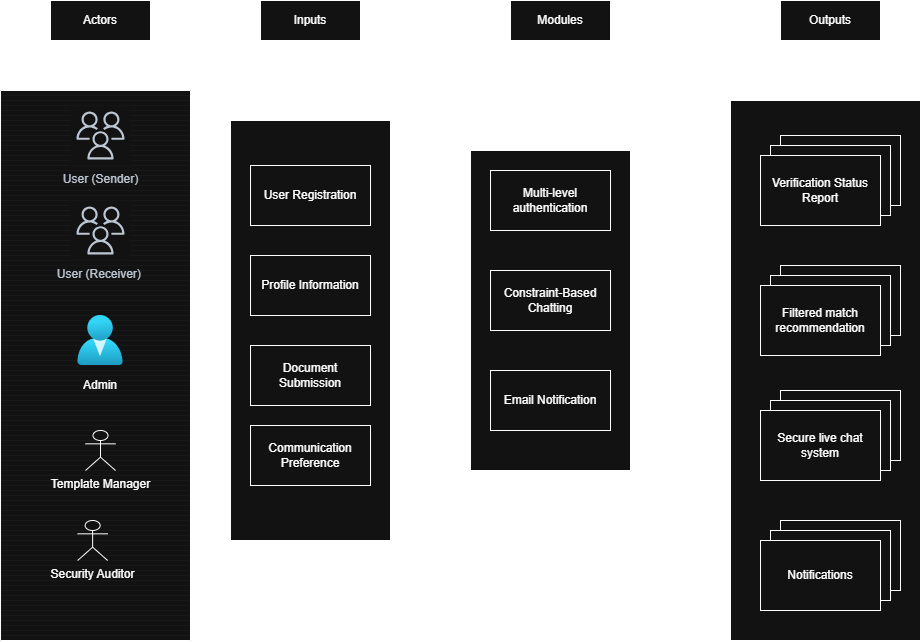 Actors
Inputs
Modules
Outputs
User (Sender)
User (Receiver)
Admin
Template Manager
Security Auditor
User Registration
Profile Information
Document
Submission
Communication
Preference
Multi-level
authentication
Constraint-Based
Chatting
Email Notification
Verification Status
Report
Filtered match
recommendation
Secure live chat
system
Notifications